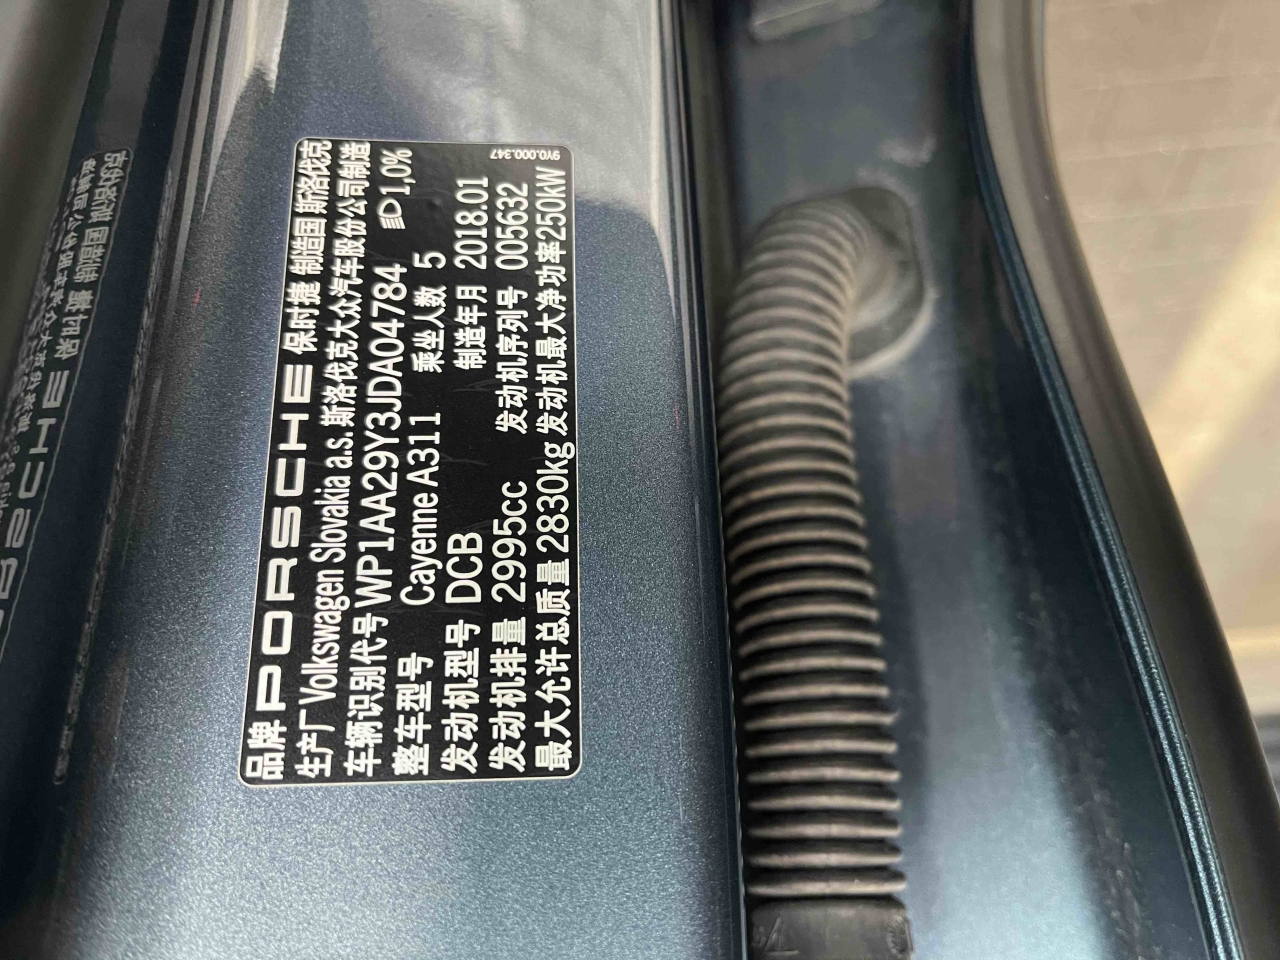 品牌 PORSCHE 保时捷 制造国 斯洛伐克
生产厂 Volkswagen Slovakia a.s. 斯洛伐克大众汽车股份公司制造
车辆识别代号 WP1AA29Y3JDA04784 1,0%
整车型号 Cayenne A311 乘坐人数 5
发动机型号 DCB 制造年月 2018.01
发动机排量 2995cc 发动机序列号 005632
最大允许总质量 2830kg 发动机最大净功率 250kW
9Y0.000.347